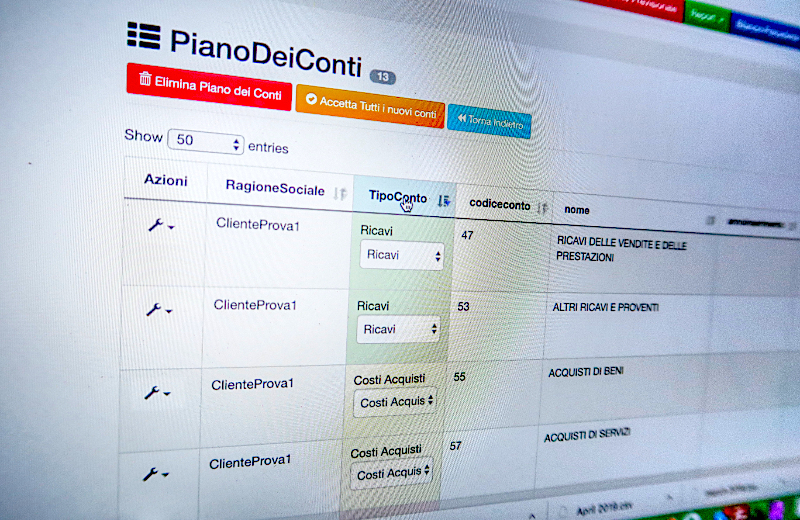 PianoDeiConti 13
Elimina Piano dei Conti
Accetta Tutti i nuovi conti
Torna Indietro
Show 50 entries
Azioni RagioneSociale TipoConto codiceconto nome
ClienteProva1 Ricavi 47 RICAVI DELLE VENDITE E DELLE
Ricavi PRESTAZIONI
ClienteProva1 Ricavi 53 ALTRI RICAVI E PROVENTI
Ricavi
ClienteProva1 Costi Acquisti 55 ACQUISTI DI BENI
Costi Acquis
ClienteProva1 Costi Acquisti 57 ACQUISTI DI SERVIZI
Costi Acquis
April 2019.csv